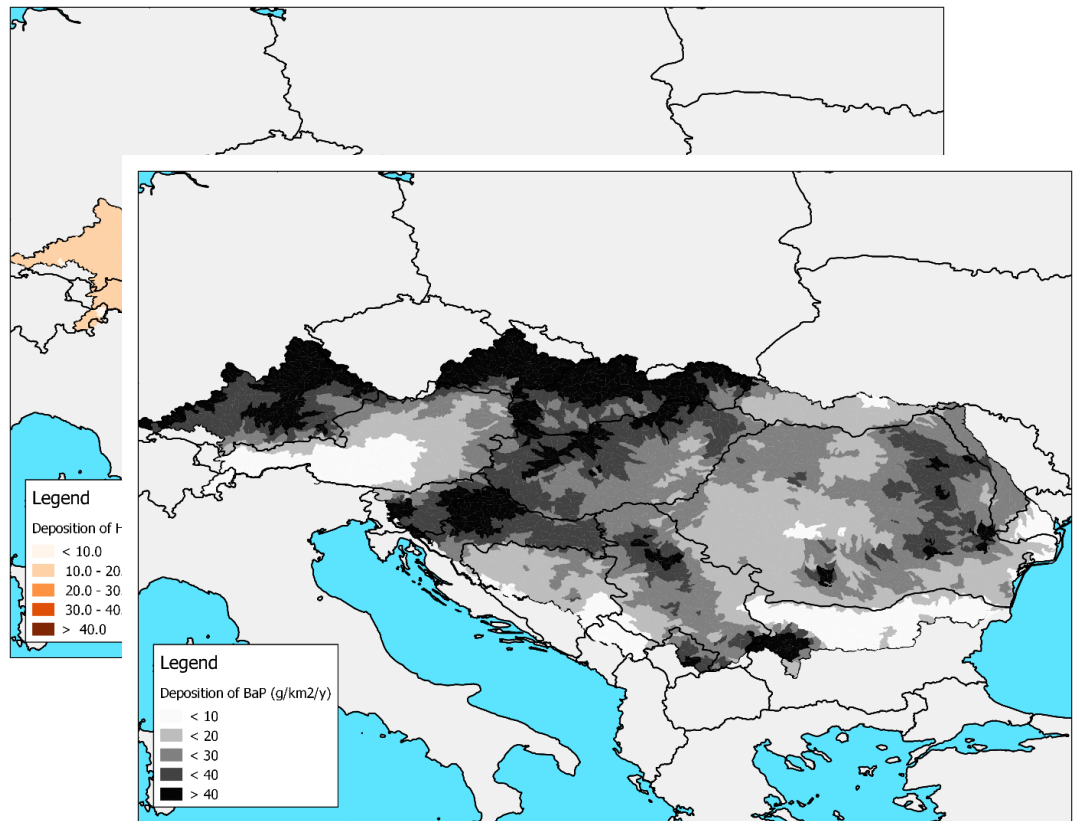 Legend
Deposition of H
< 10.0
10.0 - 20.
20.0 - 30.
30.0 - 40.
> 40.0
Legend
Deposition of BaP (g/km2/y)
< 10
< 20
< 30
< 40
> 40